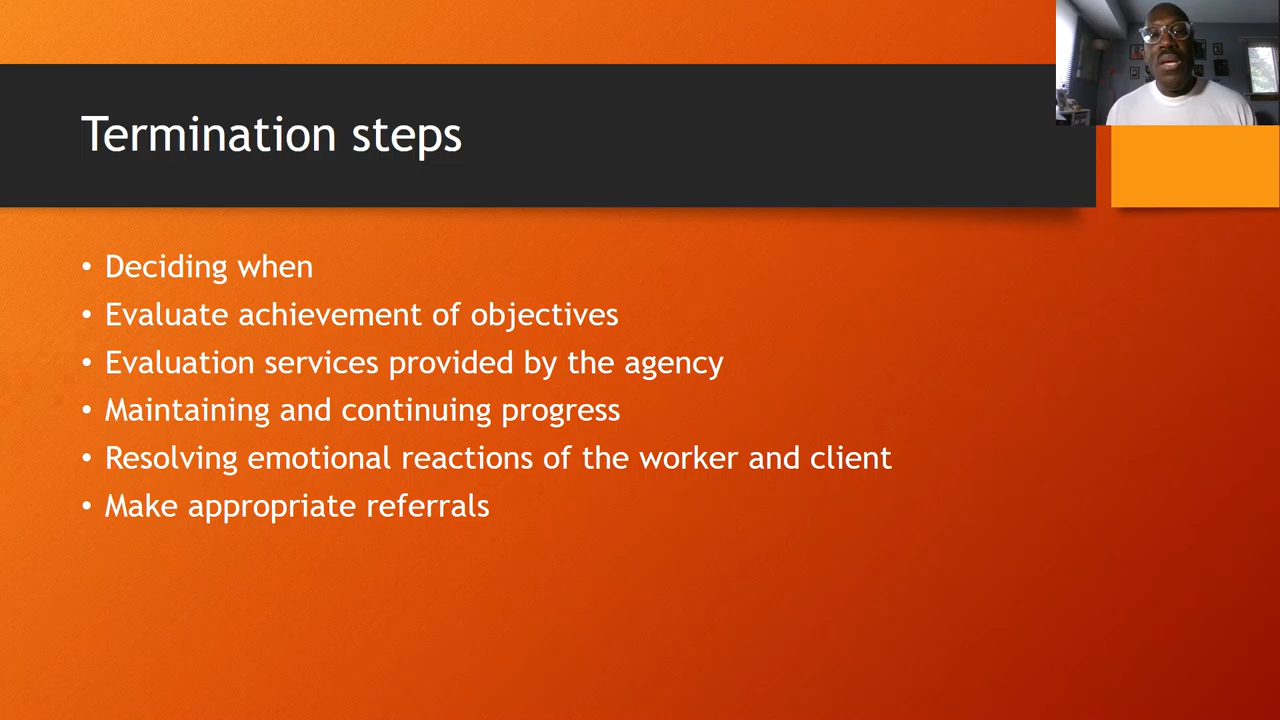 Termination steps
• Deciding when
• Evaluate achievement of objectives
• Evaluation services provided by the agency
• Maintaining and continuing progress
• Resolving emotional reactions of the worker and client
• Make appropriate referrals